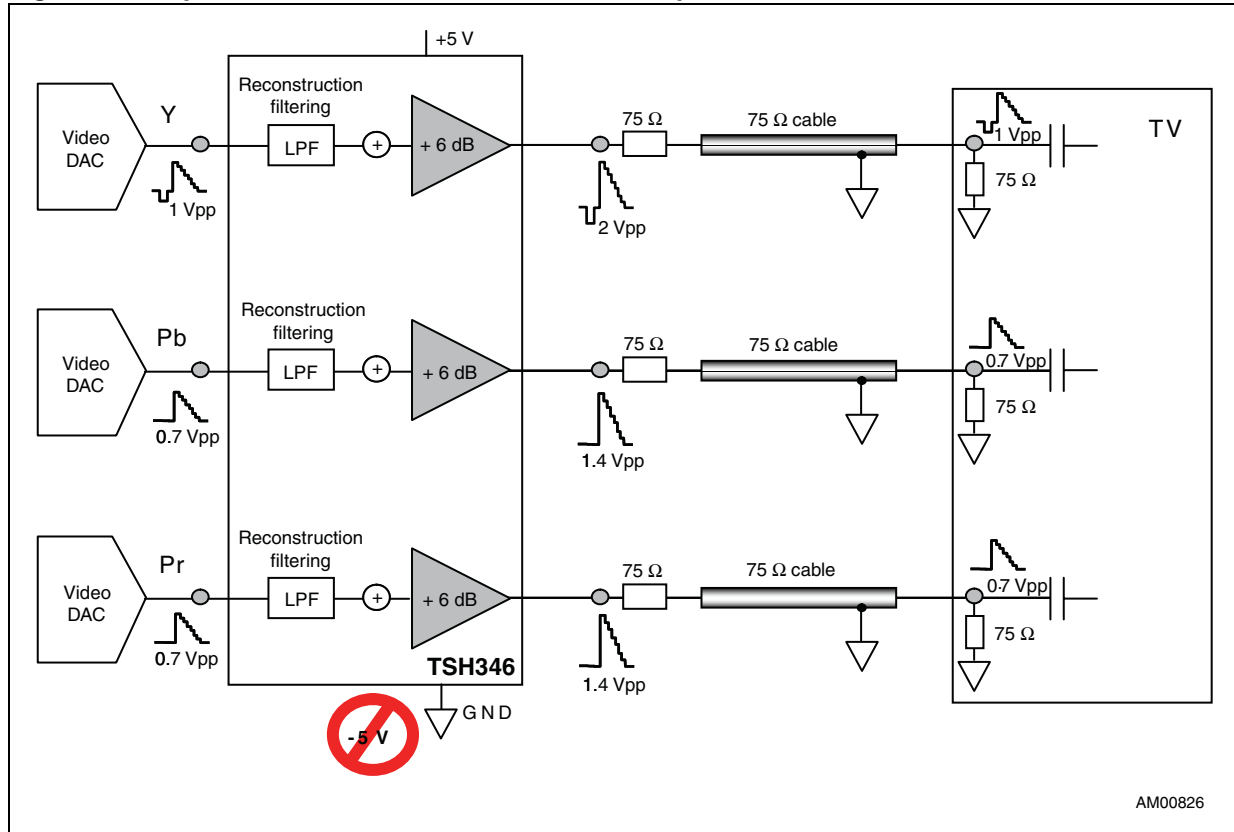 +5 V
Reconstruction
filtering
Y
Video
DAC
LPF
+
+ 6 dB
1 Vpp
75 Ω
2 Vpp
75 Ω cable
1 Vpp
TV
75 Ω
Reconstruction
filtering
Pb
Video
DAC
LPF
+
+ 6 dB
0.7 Vpp
75 Ω
1.4 Vpp
75 Ω cable
0.7 Vpp
75 Ω
Reconstruction
filtering
Pr
Video
DAC
LPF
+
+ 6 dB
0.7 Vpp
75 Ω
1.4 Vpp
75 Ω cable
0.7 Vpp
75 Ω
TSH346
GND
-5 V
AM00826